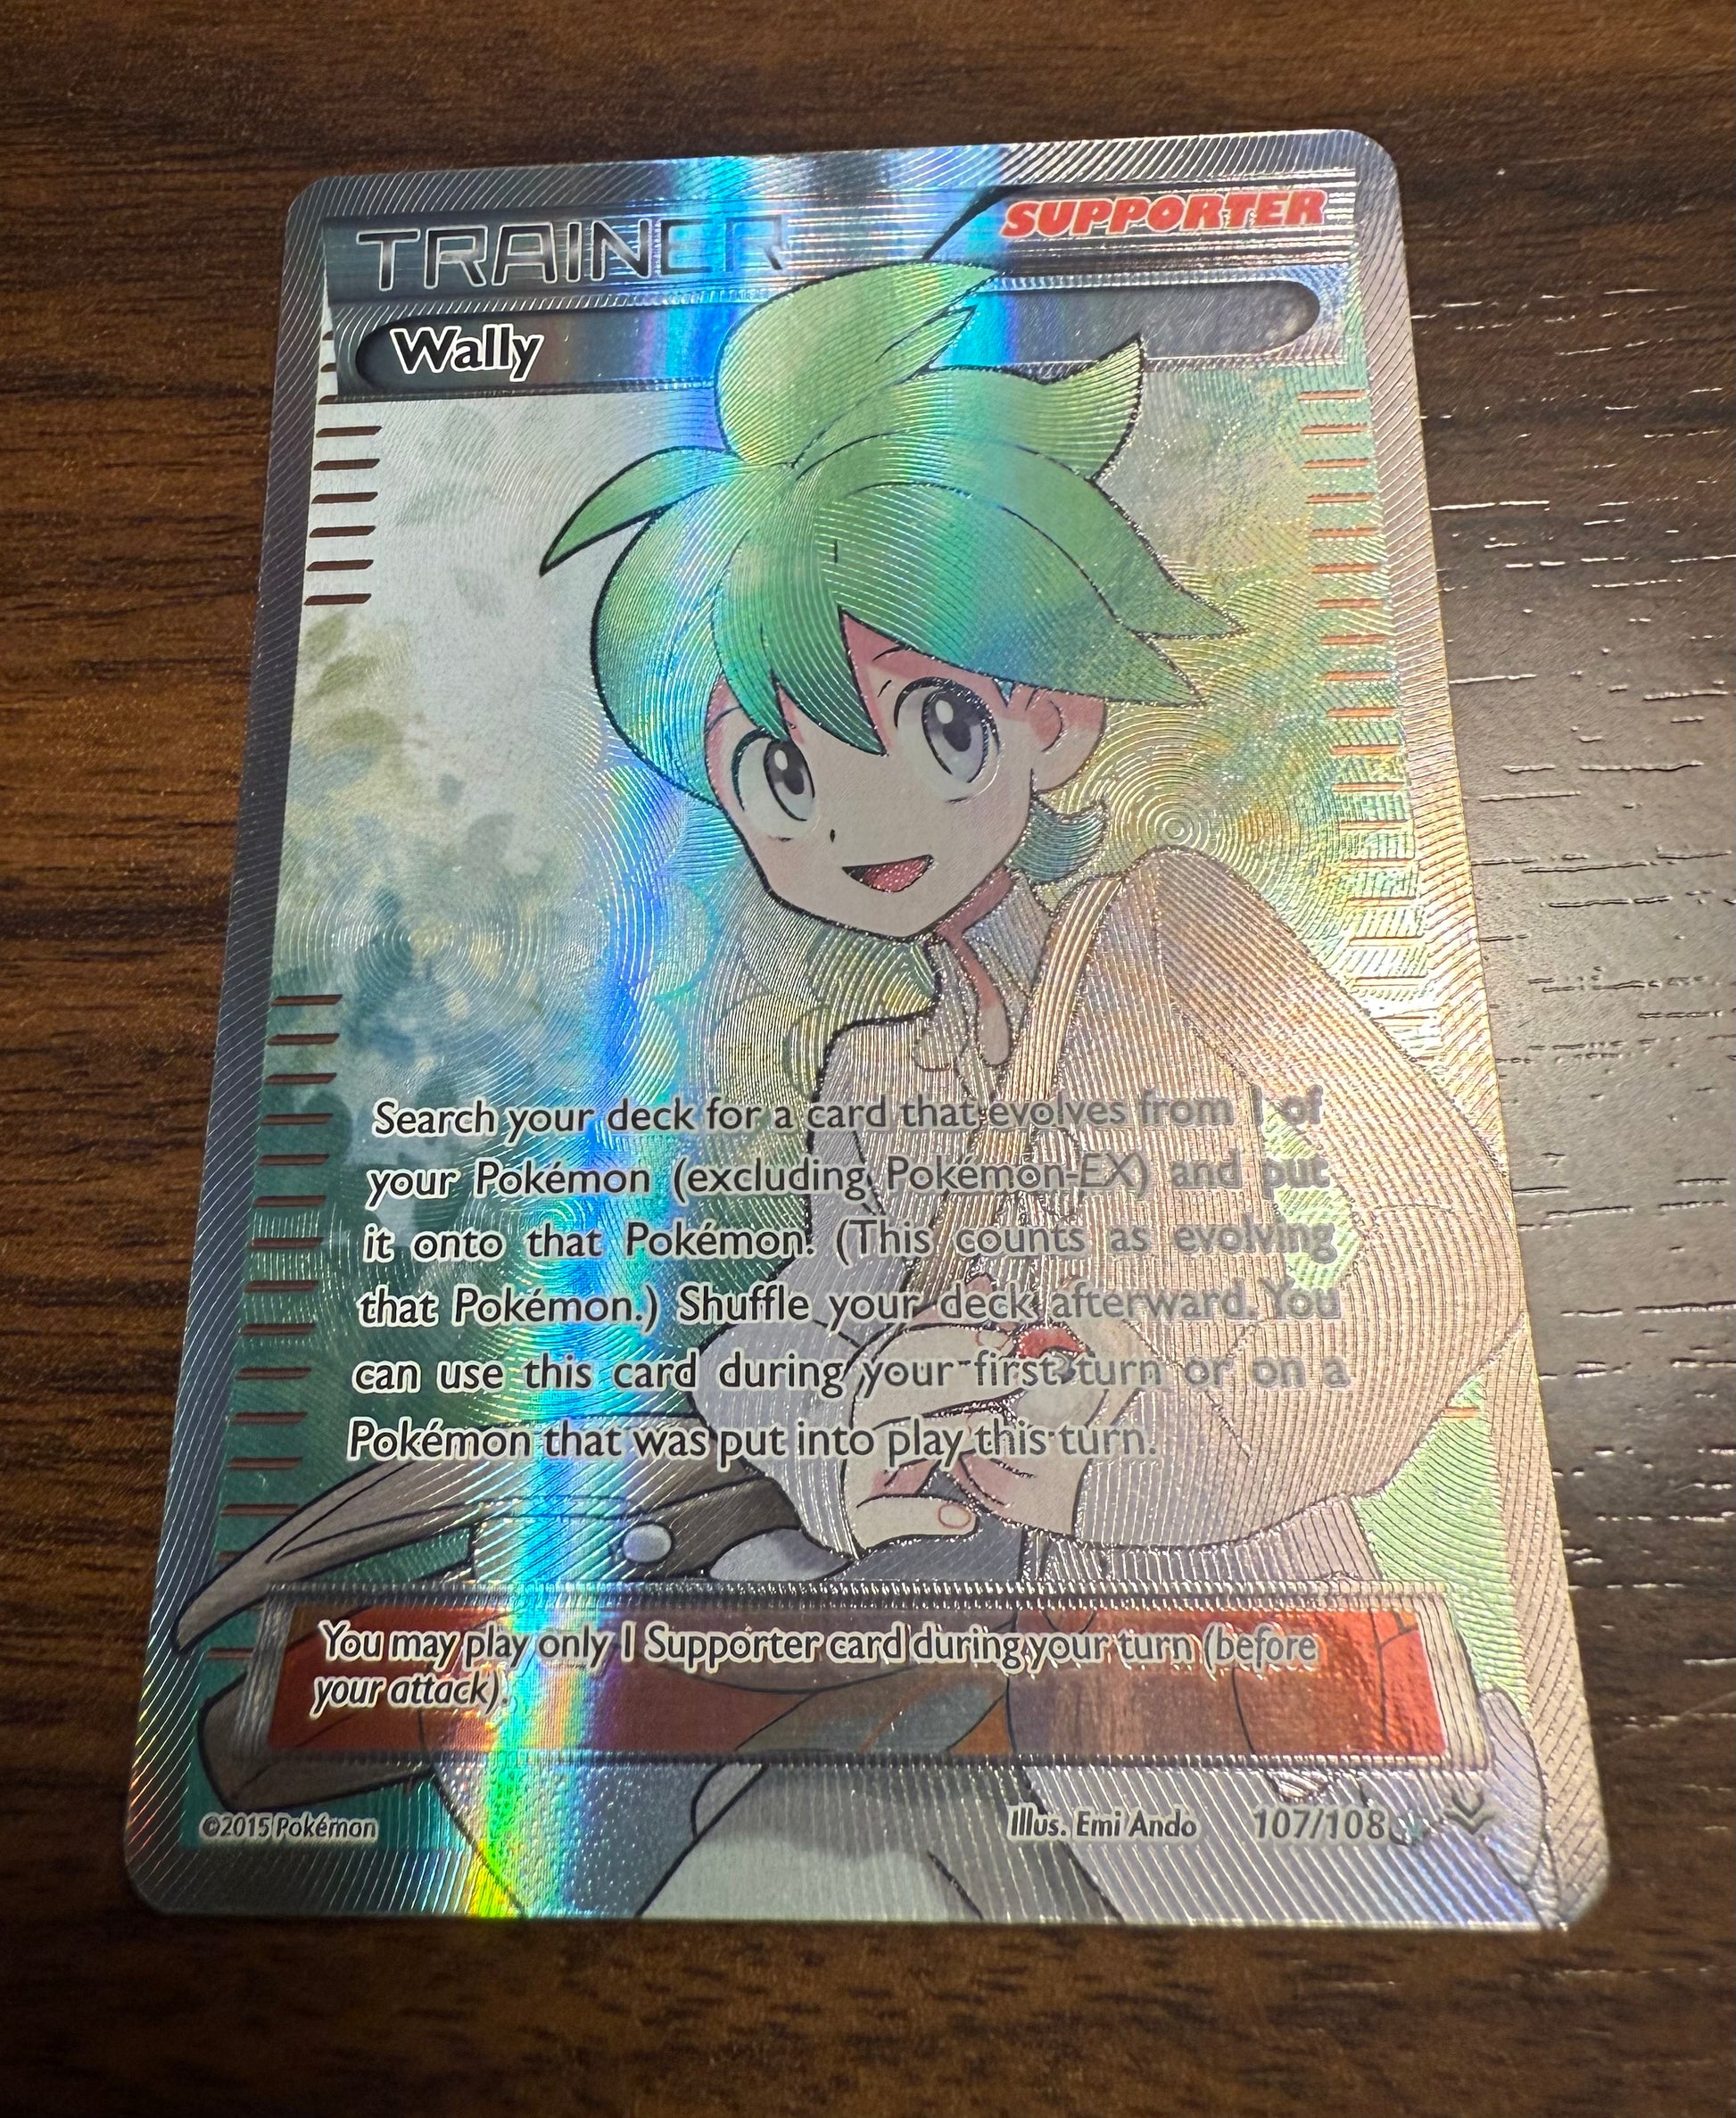 TRAINER
SUPPORTER
Wally
Search your deck for a card that evolves from 1 of
your Pokémon (excluding Pokémon-EX) and put
it onto that Pokémon. (This counts as evolving
that Pokémon.) Shuffle your deck afterward. You
can use this card during your first turn or on a
Pokémon that was put into play this turn.
You may play only 1 Supporter card during your turn (before
your attack).
©2015 Pokémon
Illus. Emi Ando
107/108